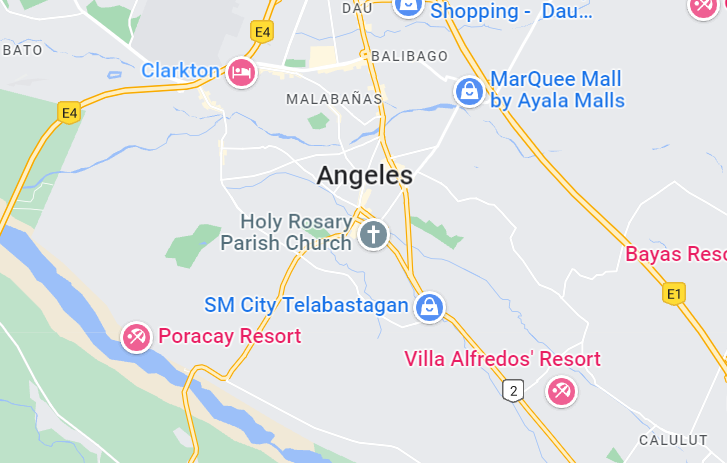 DAU
Shopping - Dau...
E4
BATO
BALIBAGO
Clarkton
MarQuee Mall
by Ayala Malls
MALABAÑAS
E4
Angeles
Holy Rosary
Parish Church
Bayas Reso
E1
SM City Telabastagan
Poracay Resort
Villa Alfredos' Resort
2
CALULUT